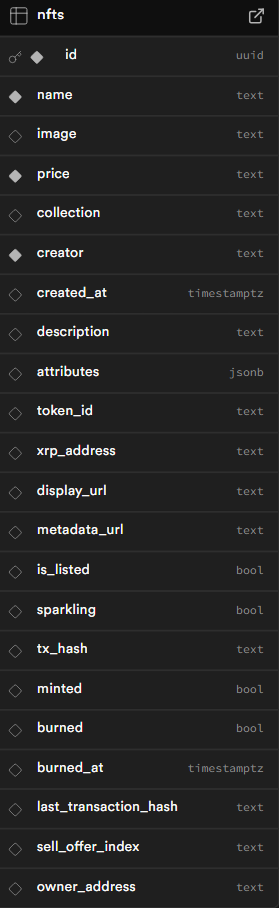 nfts
id uuid
name text
image text
price text
collection text
creator text
created_at timestamptz
description text
attributes jsonb
token_id text
xrp_address text
display_url text
metadata_url text
is_listed bool
sparkling bool
tx_hash text
minted bool
burned bool
burned_at timestamptz
last_transaction_hash text
sell_offer_index text
owner_address text